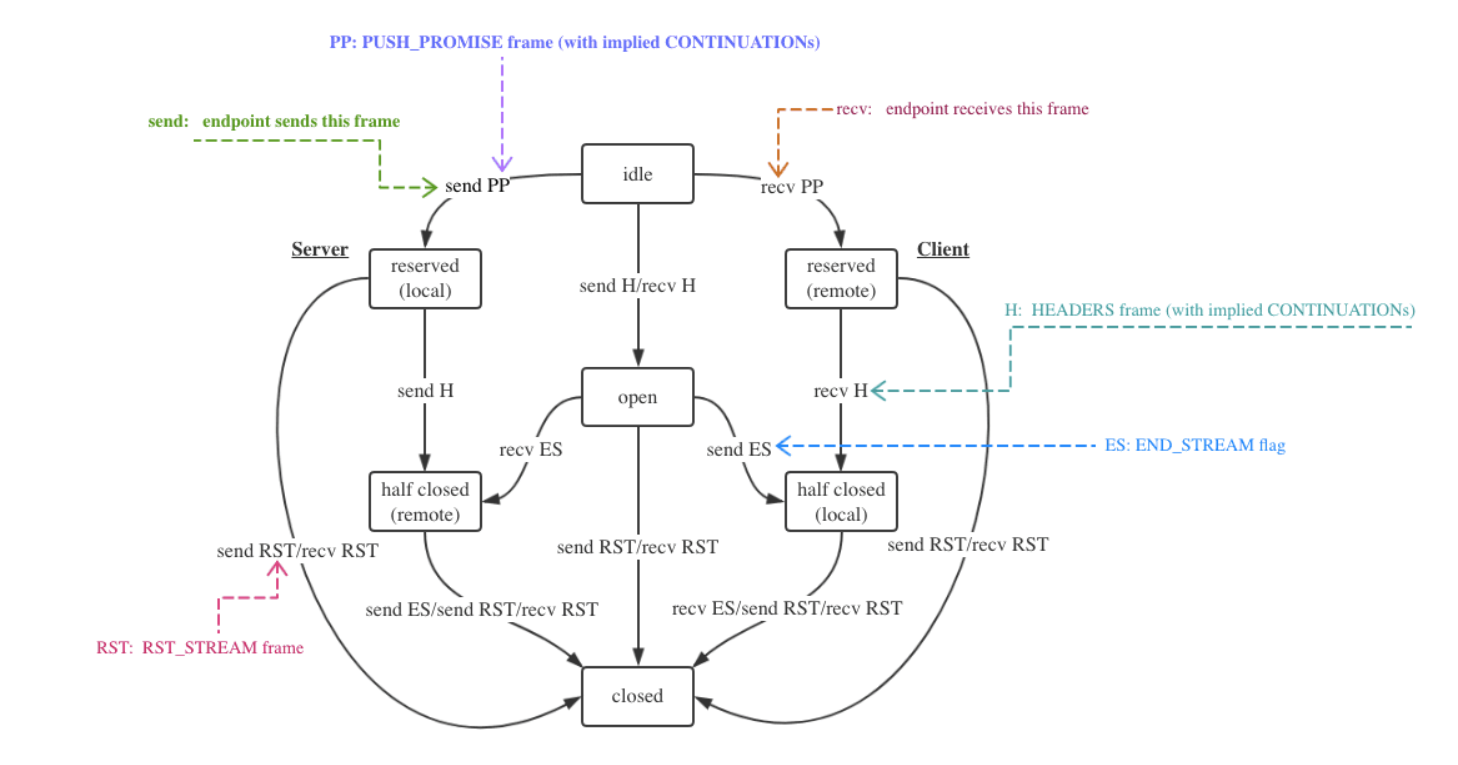 PP: PUSH_PROMISE frame (with implied CONTINUATIONs)
recv: endpoint receives this frame
send: endpoint sends this frame
idle
send PP
recv PP
Server
Client
reserved
(local)
reserved
(remote)
send H/recv H
H: HEADERS frame (with implied CONTINUATIONs)
send H
open
recv H
recv ES
send ES
ES: END_STREAM flag
half closed
(remote)
half closed
(local)
send RST/recv RST
send RST/recv RST
send RST/recv RST
send ES/send RST/recv RST
recv ES/send RST/recv RST
RST: RST_STREAM frame
closed